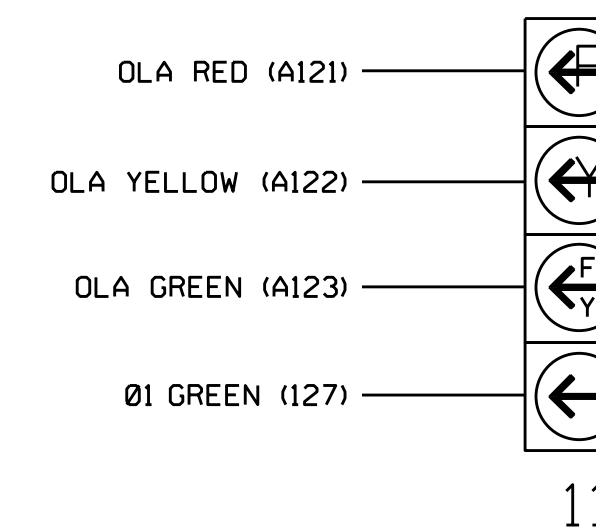 OLA RED (A121)
R
OLA YELLOW (A122)
Y
OLA GREEN (A123)
F
Y
Ø1 GREEN (127)